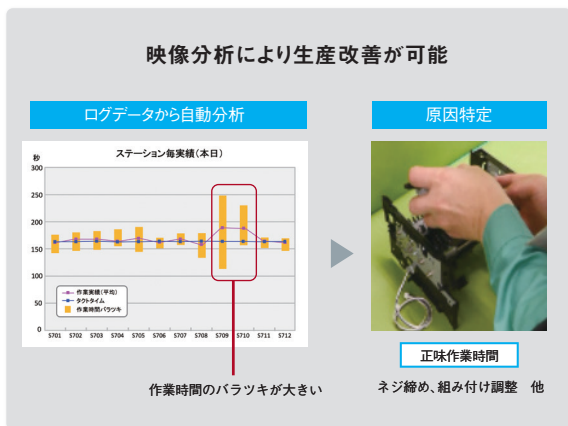 映像分析により生産改善が可能
ログデータから自動分析
原因特定
秒
ステーション毎実績(本日)
300
250
200
150
100
50
0
作業実績(平均)
タクトタイム
作業時間バラツキ
S701 S702 S703 S704 S705 S706 S707 S708 S709 S710 S711 S712
作業時間のバラツキが大きい
正味作業時間
ネジ締め、組み付け調整 他